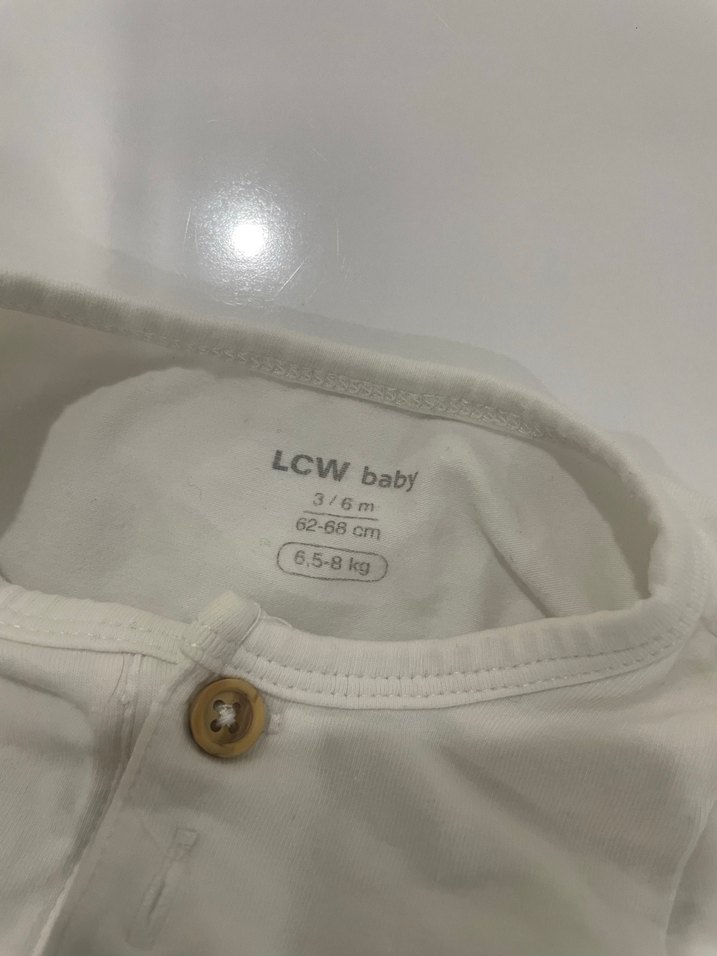 LCW baby
3 / 6 m
62-68 cm
6,5-8 kg